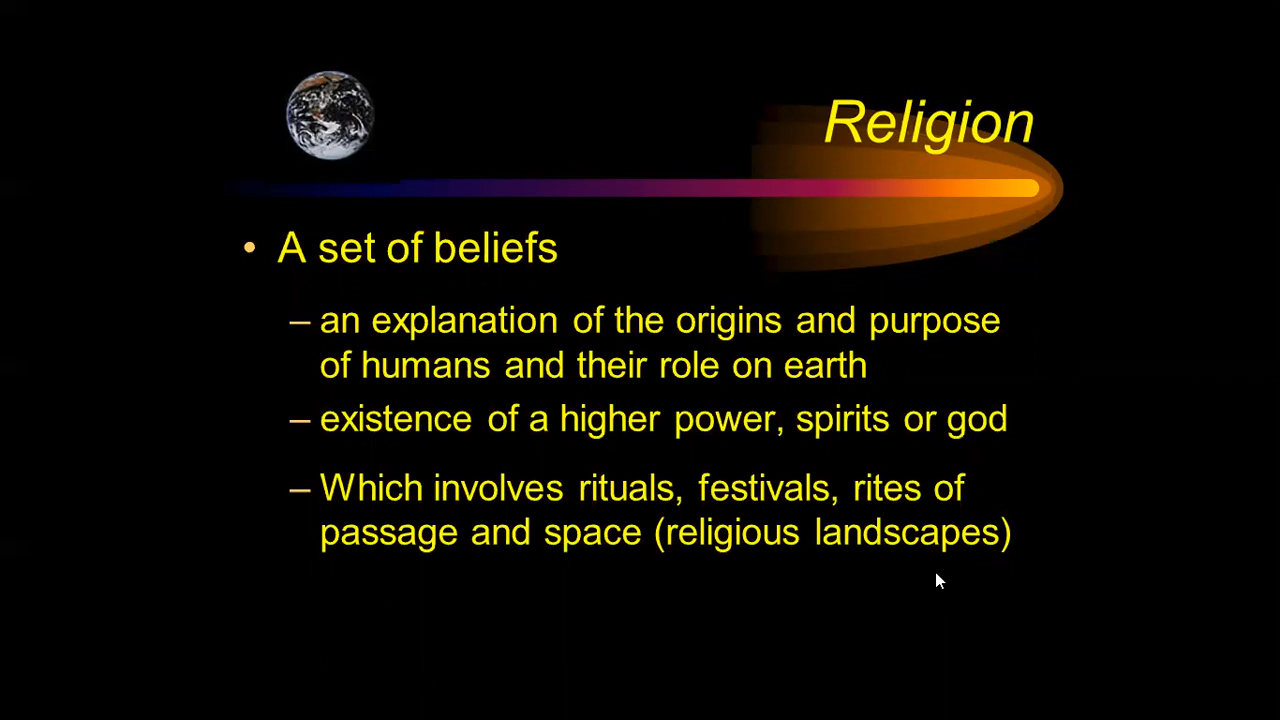 Religion
• A set of beliefs
– an explanation of the origins and purpose
of humans and their role on earth
– existence of a higher power, spirits or god
– Which involves rituals, festivals, rites of
passage and space (religious landscapes)